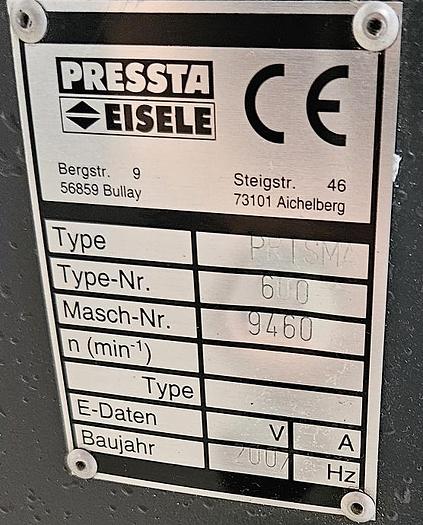 PRESSTA
EISELE
CE
Bergstr. 9
56859 Bullay
Steigstr. 46
73101 Aichelberg
Type PRISMA
Type-Nr. 600
Masch-Nr. 9460
n (min-1)
Type
E-Daten V A
Baujahr 2007 Hz